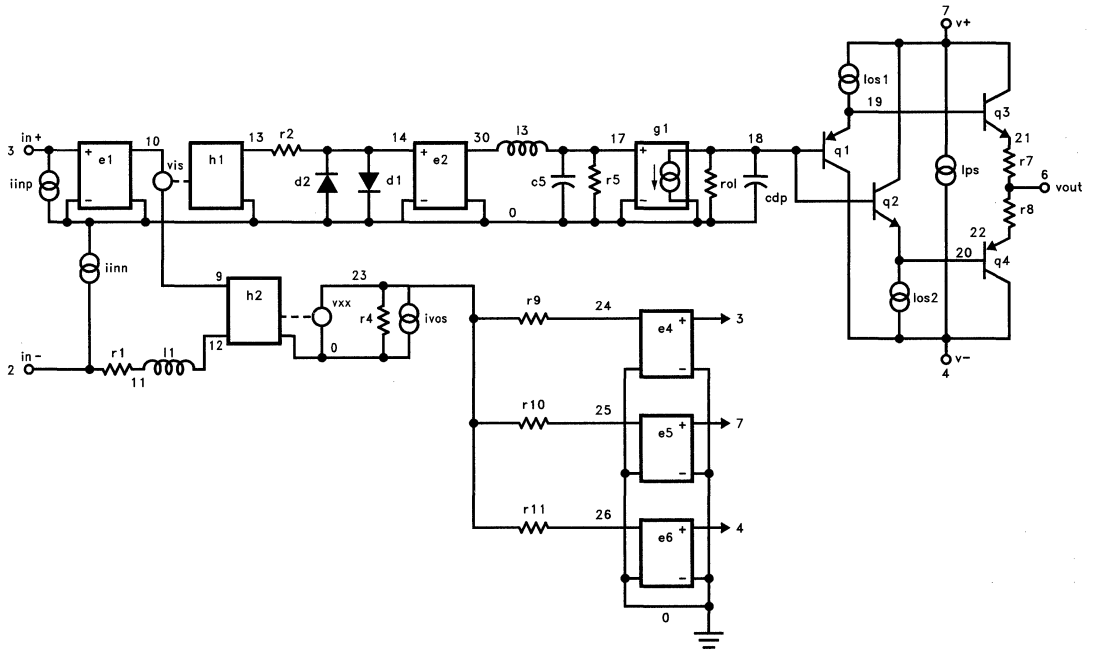 7
v+
Ios1
19
q3
in+
10
13
r2
14
30
l3
17
g1
18
21
3
+
e1
vis
h1
+
e2
+
q1
r7
iinp
d2
d1
c5
r5
rol
Ips
6
vout
−
−
−
cdp
q2
r8
0
22
iinn
20
q4
9
h2
23
vxx
r4
ivos
Ios2
in-
r1
l1
12
0
r9
24
e4
+
3
2
11
v-
4
−
r10
25
e5
+
7
−
r11
26
e6
+
4
−
0